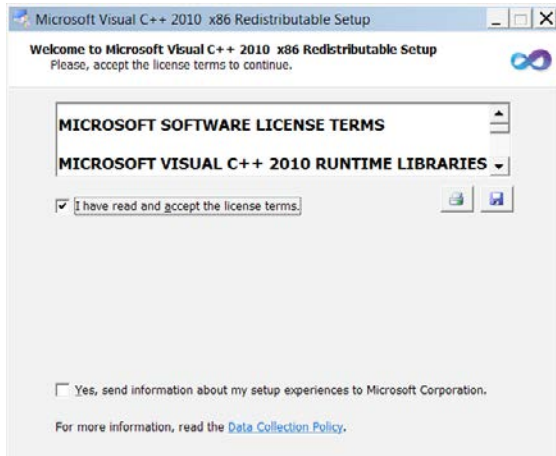 Microsoft Visual C++ 2010 x86 Redistributable Setup
Welcome to Microsoft Visual C++ 2010 x86 Redistributable Setup
Please, accept the license terms to continue.
MICROSOFT SOFTWARE LICENSE TERMS
MICROSOFT VISUAL C++ 2010 RUNTIME LIBRARIES
I have read and accept the license terms.
Yes, send information about my setup experiences to Microsoft Corporation.
For more information, read the Data Collection Policy.